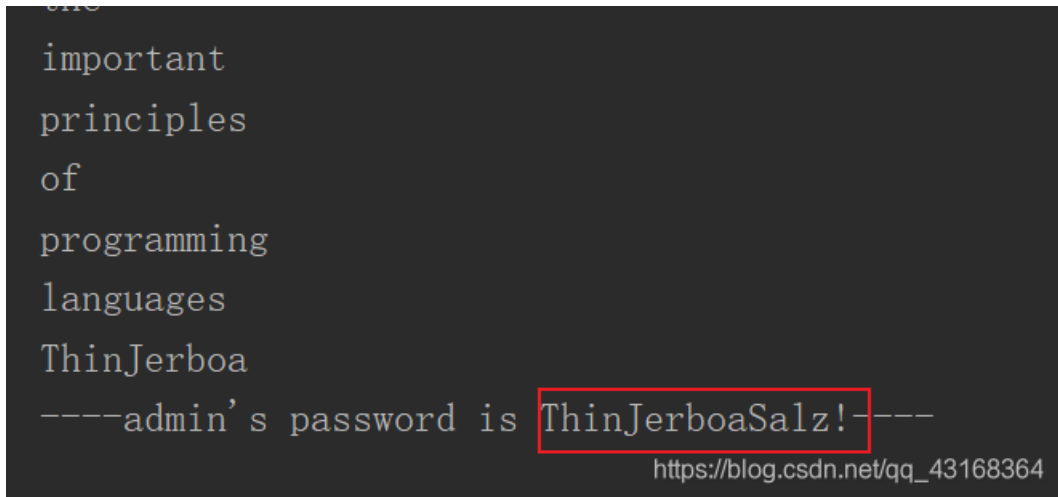 important
principles
of
programming
languages
ThinJerboa
----admin's password is ThinJerboaSalz!----
https://blog.csdn.net/qq_43168364